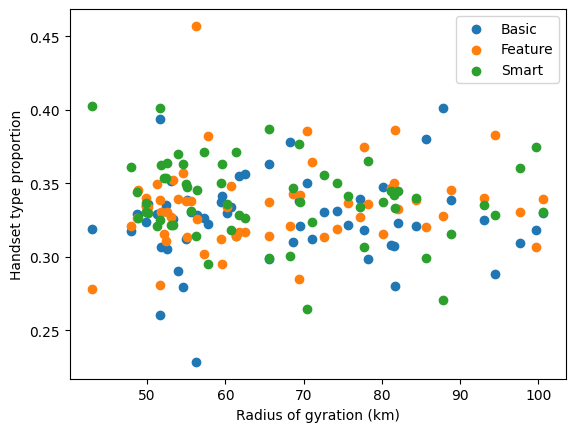 Basic
Feature
Smart
0.45
0.40
0.35
0.30
0.25
Handset type proportion
50 60 70 80 90 100
Radius of gyration (km)